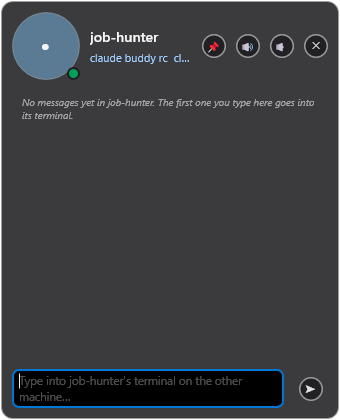 job-hunter
claude buddy rc cl...
No messages yet in job-hunter. The first one you type here goes into
its terminal.
Type into job-hunter's terminal on the other
machine...